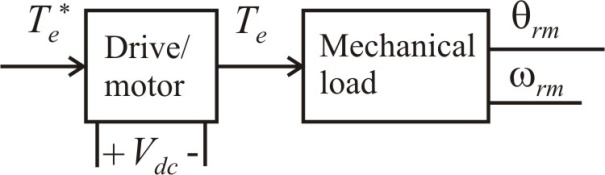 T_e^*
Drive/
motor
+ V_dc -
T_e
Mechanical
load
θ_rm
ω_rm